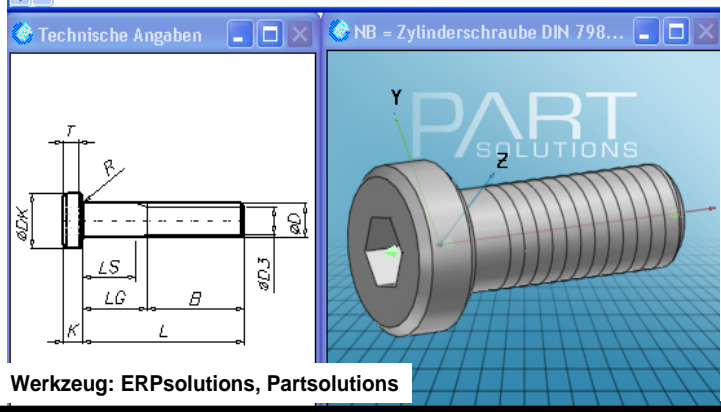 Technische Angaben
NB = Zylinderschraube DIN 798...
T
R
øDK
øD
øD3
LS
LG
B
K
L
Y
Z
PART
SOLUTIONS
Werkzeug: ERPsolutions, Partsolutions